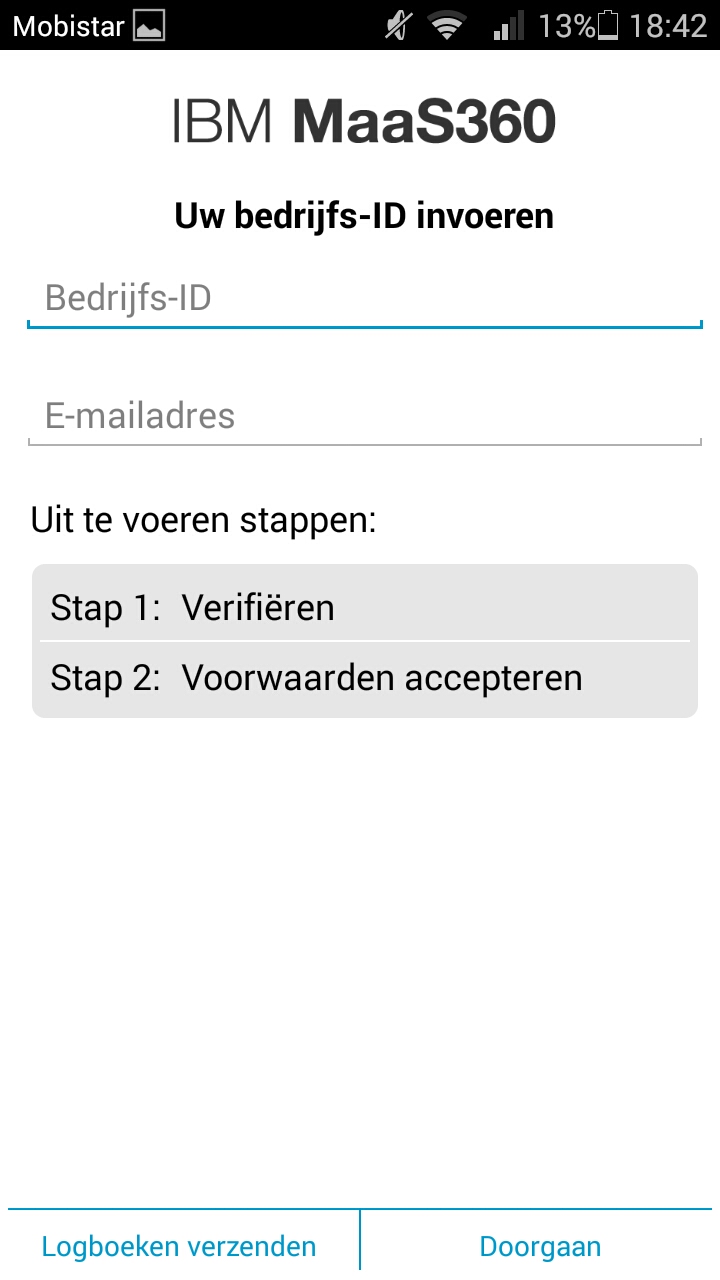 Mobistar 13% 18:42
IBM MaaS360
Uw bedrijfs-ID invoeren
Bedrijfs-ID
E-mailadres
Uit te voeren stappen:
Stap 1: Verifiëren
Stap 2: Voorwaarden accepteren
Logboeken verzenden Doorgaan